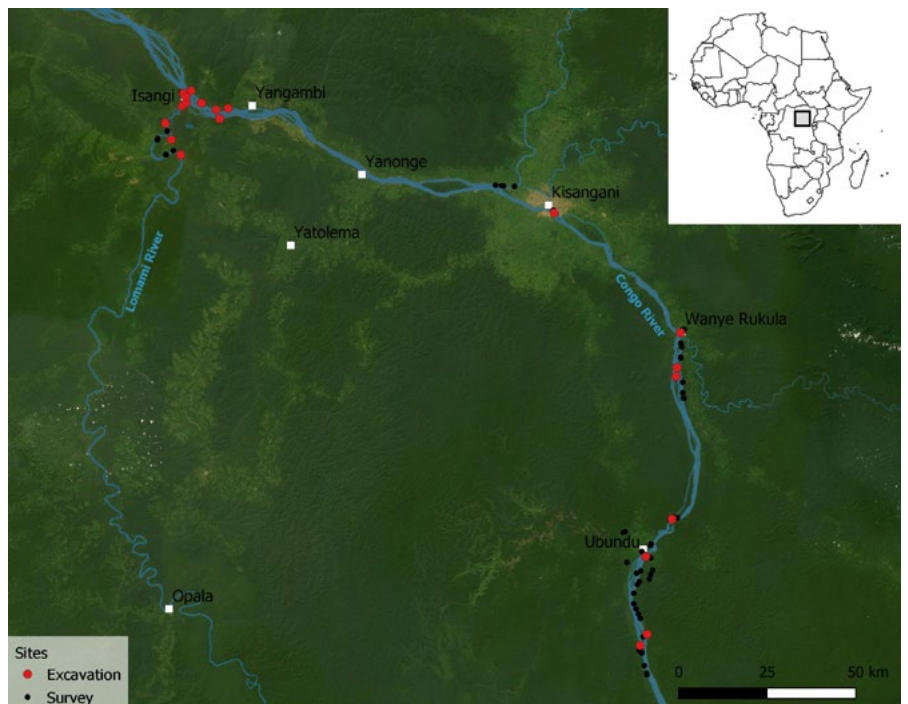 Isangi
Yangambi
Yanonge
Kisangani
Yatolema
Lomami River
Congo River
Wanye Rukula
Ubundu
Opala
Sites
Excavation
Survey
0 25 50 km